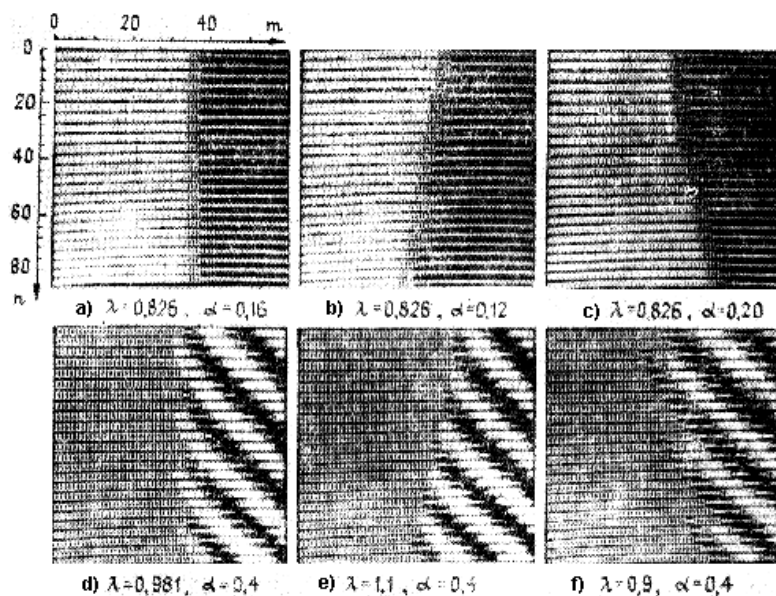 0 20 40 m
0
20
40
60
80
n
a) λ=0,826 , α=0,16
b) λ=0,826 , α=0,12
c) λ=0,826 , α=0,20
d) λ=0,981 , α=0,4
e) λ=1,1 , α=0,4
f) λ=0,9 , α=0,4